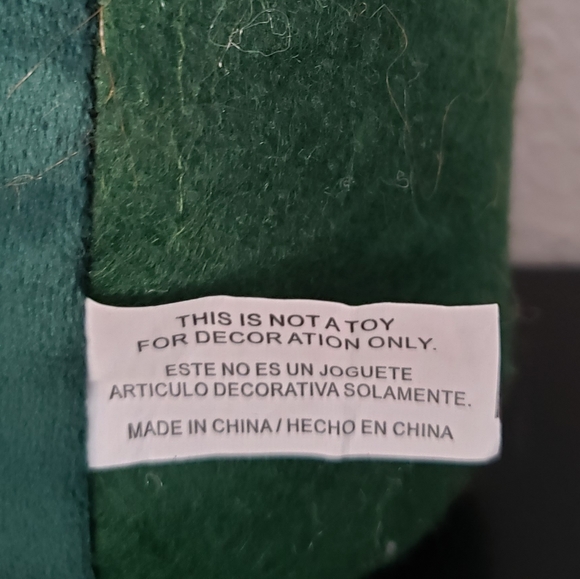 THIS IS NOT A TOY
FOR DECORATION ONLY.
ESTE NO ES UN JOGUETE
ARTICULO DECORATIVA SOLAMENTE.
MADE IN CHINA / HECHO EN CHINA